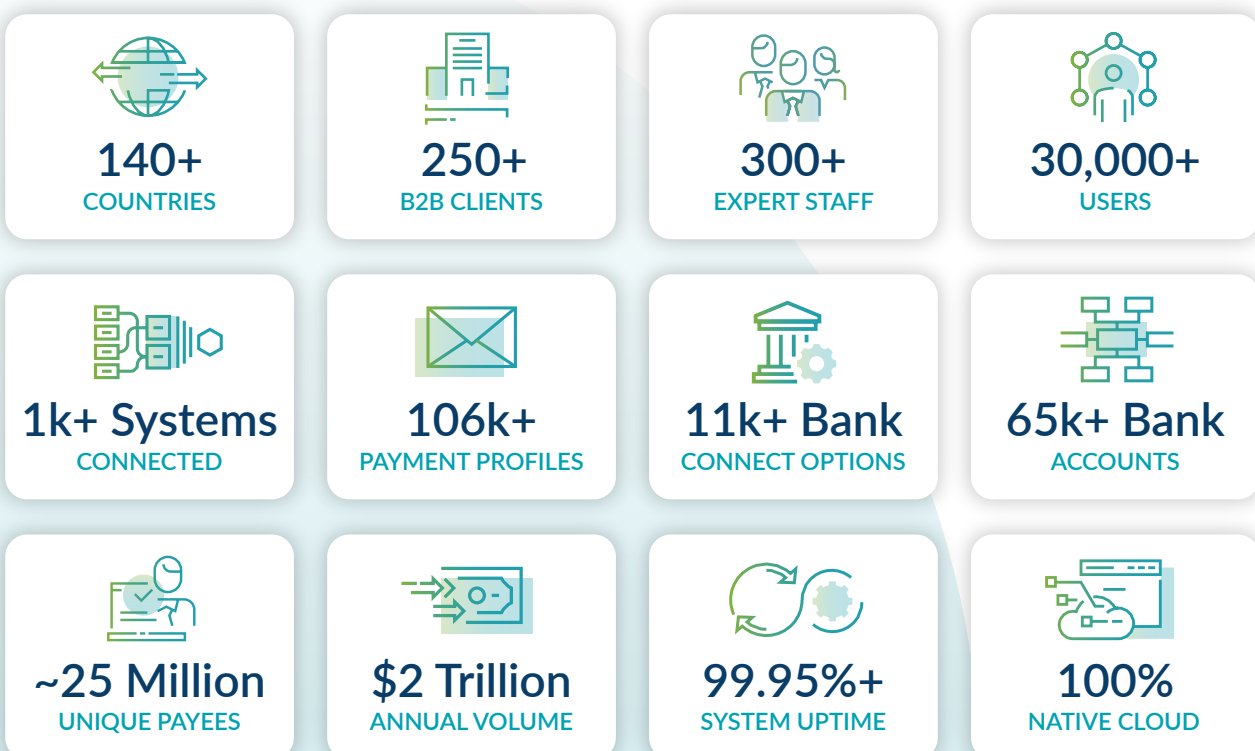 140+
COUNTRIES
250+
B2B CLIENTS
300+
EXPERT STAFF
30,000+
USERS
1k+ Systems
CONNECTED
106k+
PAYMENT PROFILES
11k+ Bank
CONNECT OPTIONS
65k+ Bank
ACCOUNTS
~25 Million
UNIQUE PAYEES
$2 Trillion
ANNUAL VOLUME
99.95%+
SYSTEM UPTIME
100%
NATIVE CLOUD